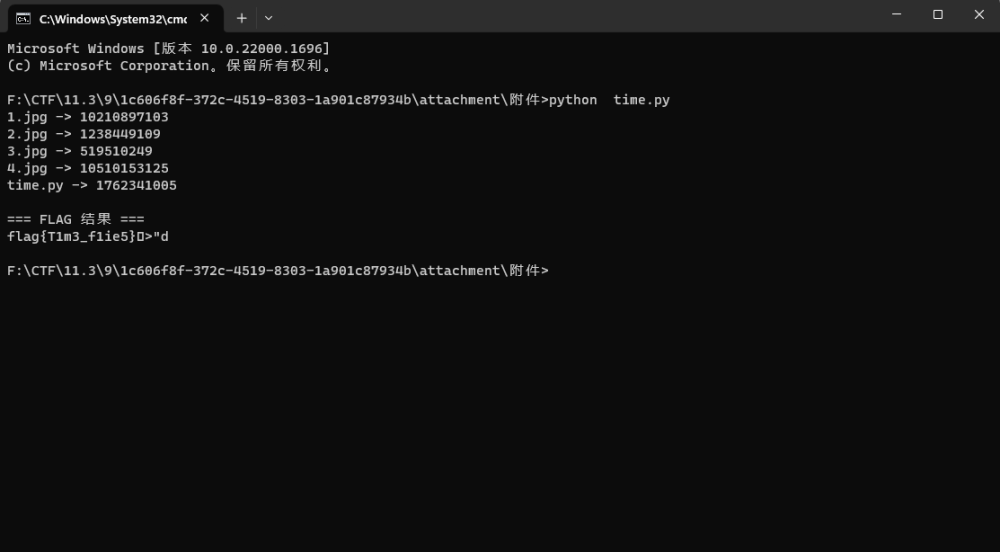 C:\Windows\System32\cmc
Microsoft Windows [版本 10.0.22000.1696]
(c) Microsoft Corporation。保留所有权利。
F:\CTF\11.3\9\1c606f8f-372c-4519-8303-1a901c87934b\attachment\附件>python  time.py
1.jpg -> 10210897103
2.jpg -> 1238449109
3.jpg -> 519510249
4.jpg -> 10510153125
time.py -> 1762341005
=== FLAG 结果 ===
flag{T1m3_f1ie5}▯>"d
F:\CTF\11.3\9\1c606f8f-372c-4519-8303-1a901c87934b\attachment\附件>